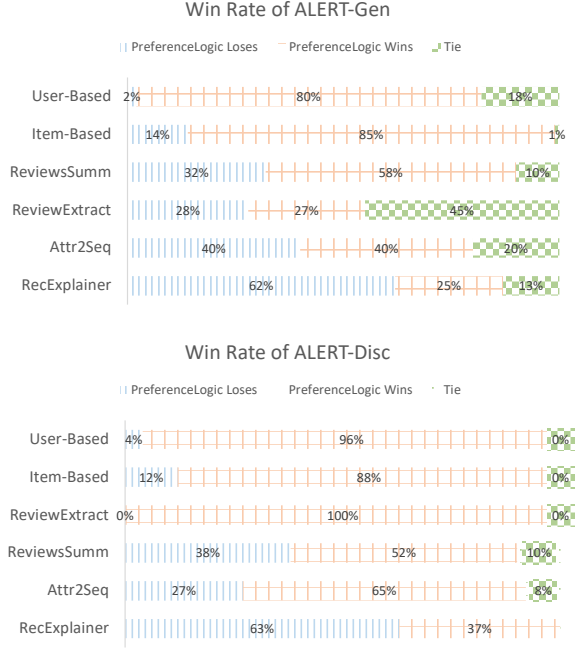 Win Rate of ALERT-Gen
PreferenceLogic Loses PreferenceLogic Wins Tie
User-Based 2% 80% 18%
Item-Based 14% 85% 1%
ReviewsSumm 32% 58% 10%
ReviewExtract 28% 27% 45%
Attr2Seq 40% 40% 20%
RecExplainer 62% 25% 13%
Win Rate of ALERT-Disc
PreferenceLogic Loses PreferenceLogic Wins Tie
User-Based 4% 96% 0%
Item-Based 12% 88% 0%
ReviewExtract 0% 100% 0%
ReviewsSumm 38% 52% 10%
Attr2Seq 27% 65% 8%
RecExplainer 63% 37%